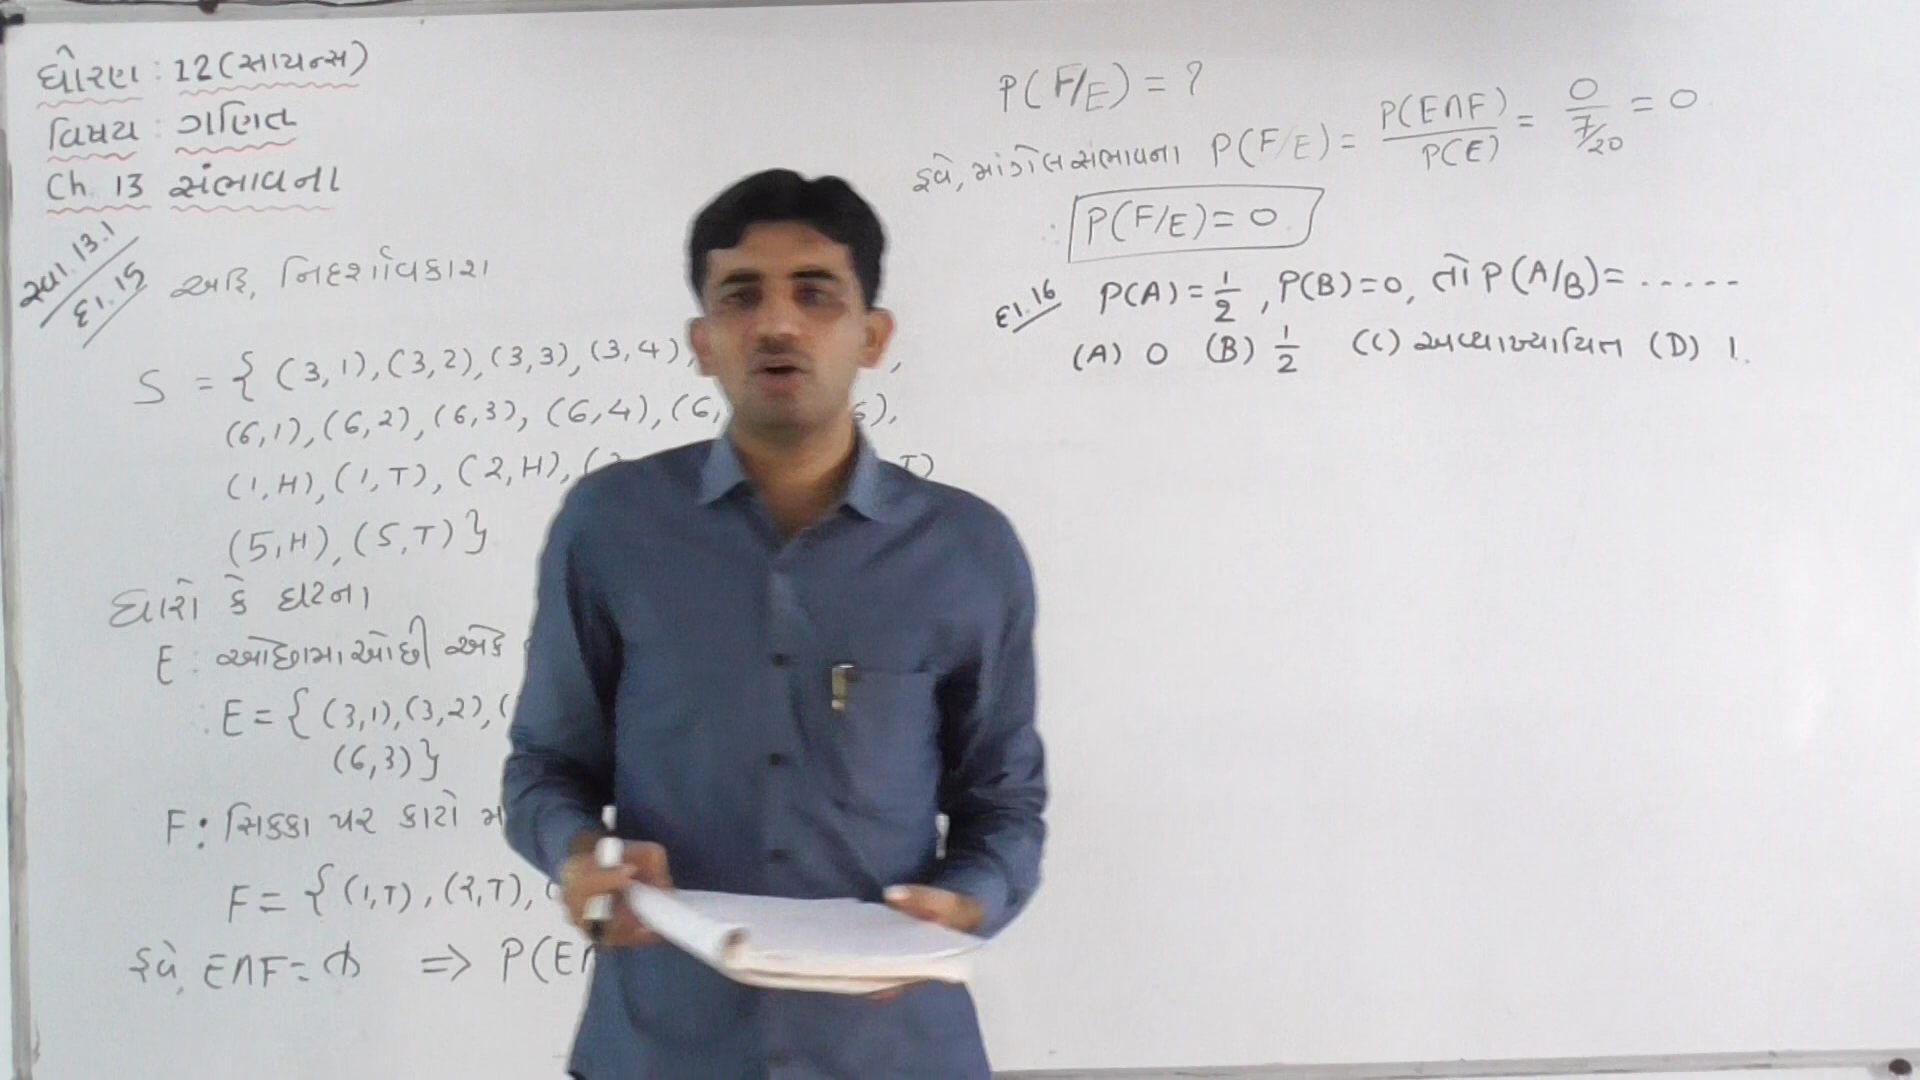 ધોરણ : 12 (સાયન્સ)
વિષય : ગણિત
Ch. 13 સંભાવના
સ્વા. 13.1
દા. 15
અહિ, નિદર્શાવકાશ
S = { (3,1), (3,2), (3,3), (3,4),
(6,1), (6,2), (6,3), (6,4), (6,
(1,H), (1,T), (2,H),
(5,H), (5,T) }
ધારો કે ઘટના
E : ઓછામાં ઓછી એક
∴ E = { (3,1), (3,2), (
(6,3) }
F : સિક્કા પર કાટો મ
F = { (1,T), (2,T), (
હવે, E∩F = ф ⇒ P(E∩
P(F/E) = ?
હવે, માંગેલ સંભાવના P(F/E) = P(E∩F) / P(E) = 0 / 7/20 = 0
∴ P(F/E) = 0.
દા. 16 P(A) = 1/2, P(B) = 0, તો P(A/B) = .....
(A) 0 (B) 1/2 (C) અવ્યાખ્યાયિત (D) 1.